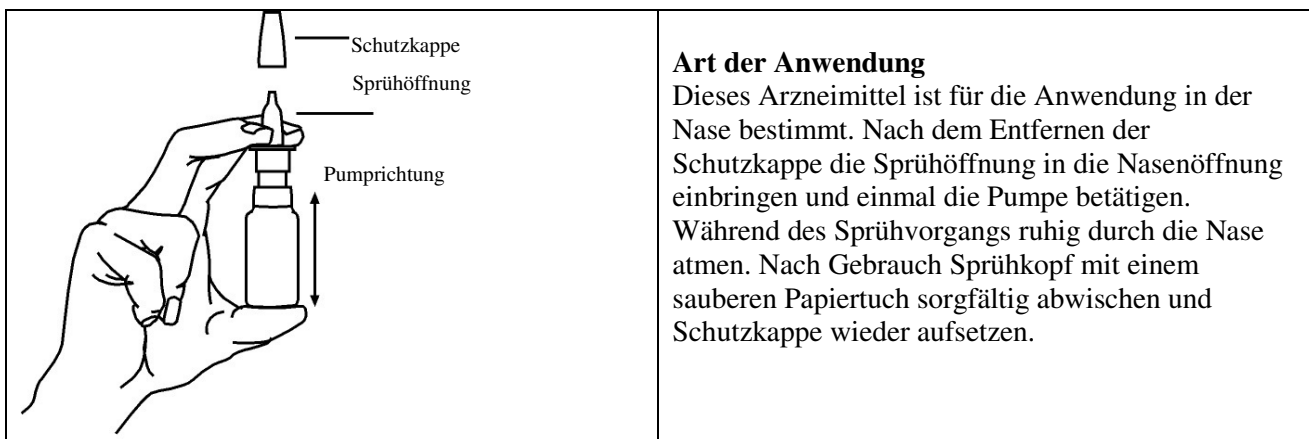 Schutzkappe
Sprühöffnung
Pumprichtung
Art der Anwendung
Dieses Arzneimittel ist für die Anwendung in der
Nase bestimmt. Nach dem Entfernen der
Schutzkappe die Sprühöffnung in die Nasenöffnung
einbringen und einmal die Pumpe betätigen.
Während des Sprühvorgangs ruhig durch die Nase
atmen. Nach Gebrauch Sprühkopf mit einem
sauberen Papiertuch sorgfältig abwischen und
Schutzkappe wieder aufsetzen.